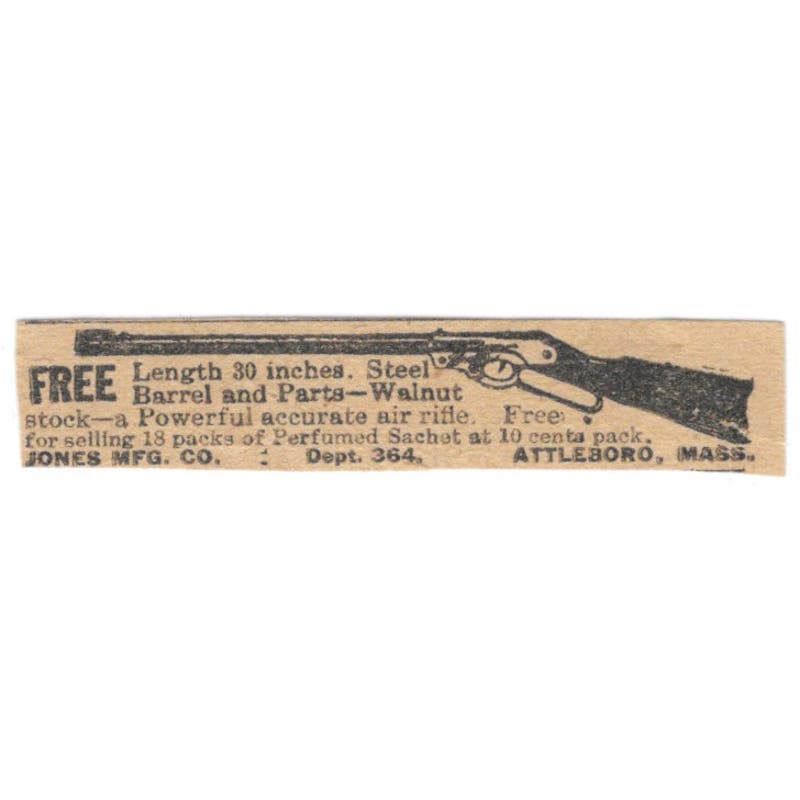 FREE Length 30 inches. Steel
Barrel and Parts—Walnut
stock—a Powerful accurate air rifle. Free
for selling 18 packs of Perfumed Sachet at 10 cents pack.
JONES MFG. CO. Dept. 364, ATTLEBORO, MASS.